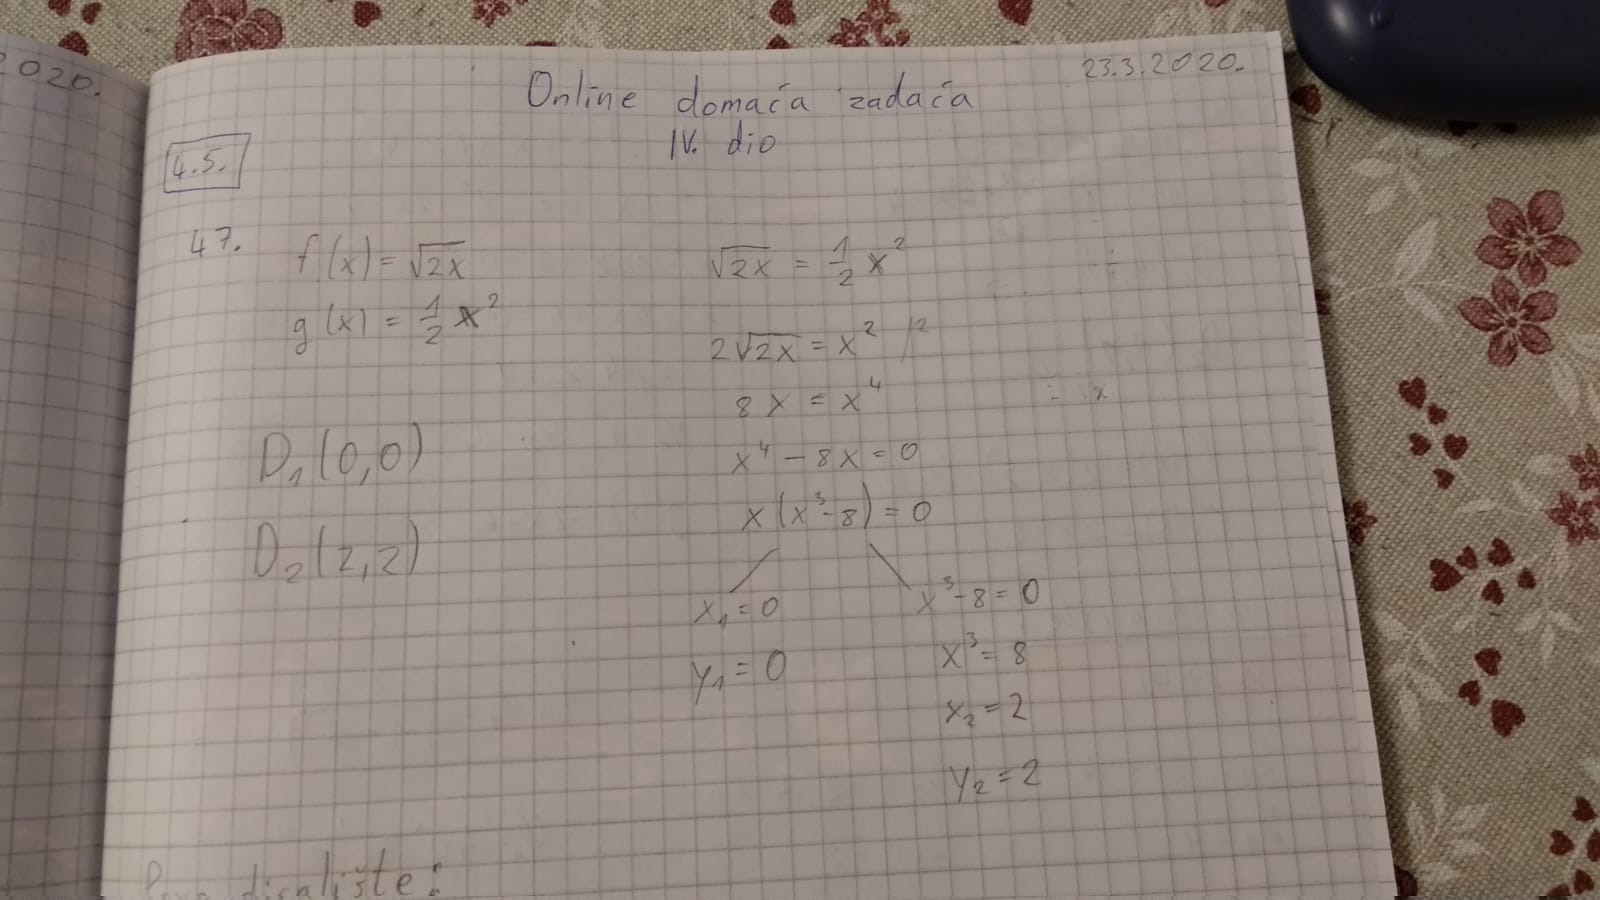 2020.
23.3.2020.
Online domaća zadaća
IV. dio
4.5.
47.
f(x) = √2x
g(x) = 1/2 x²
D₁(0,0)
D₂(2,2)
√2x = 1/2 x²
2√2x = x² /²
8x = x⁴
x⁴ - 8x = 0
x(x³-8) = 0
x₁ = 0
y₁ = 0
x³-8 = 0
x³ = 8
x₂ = 2
y₂ = 2